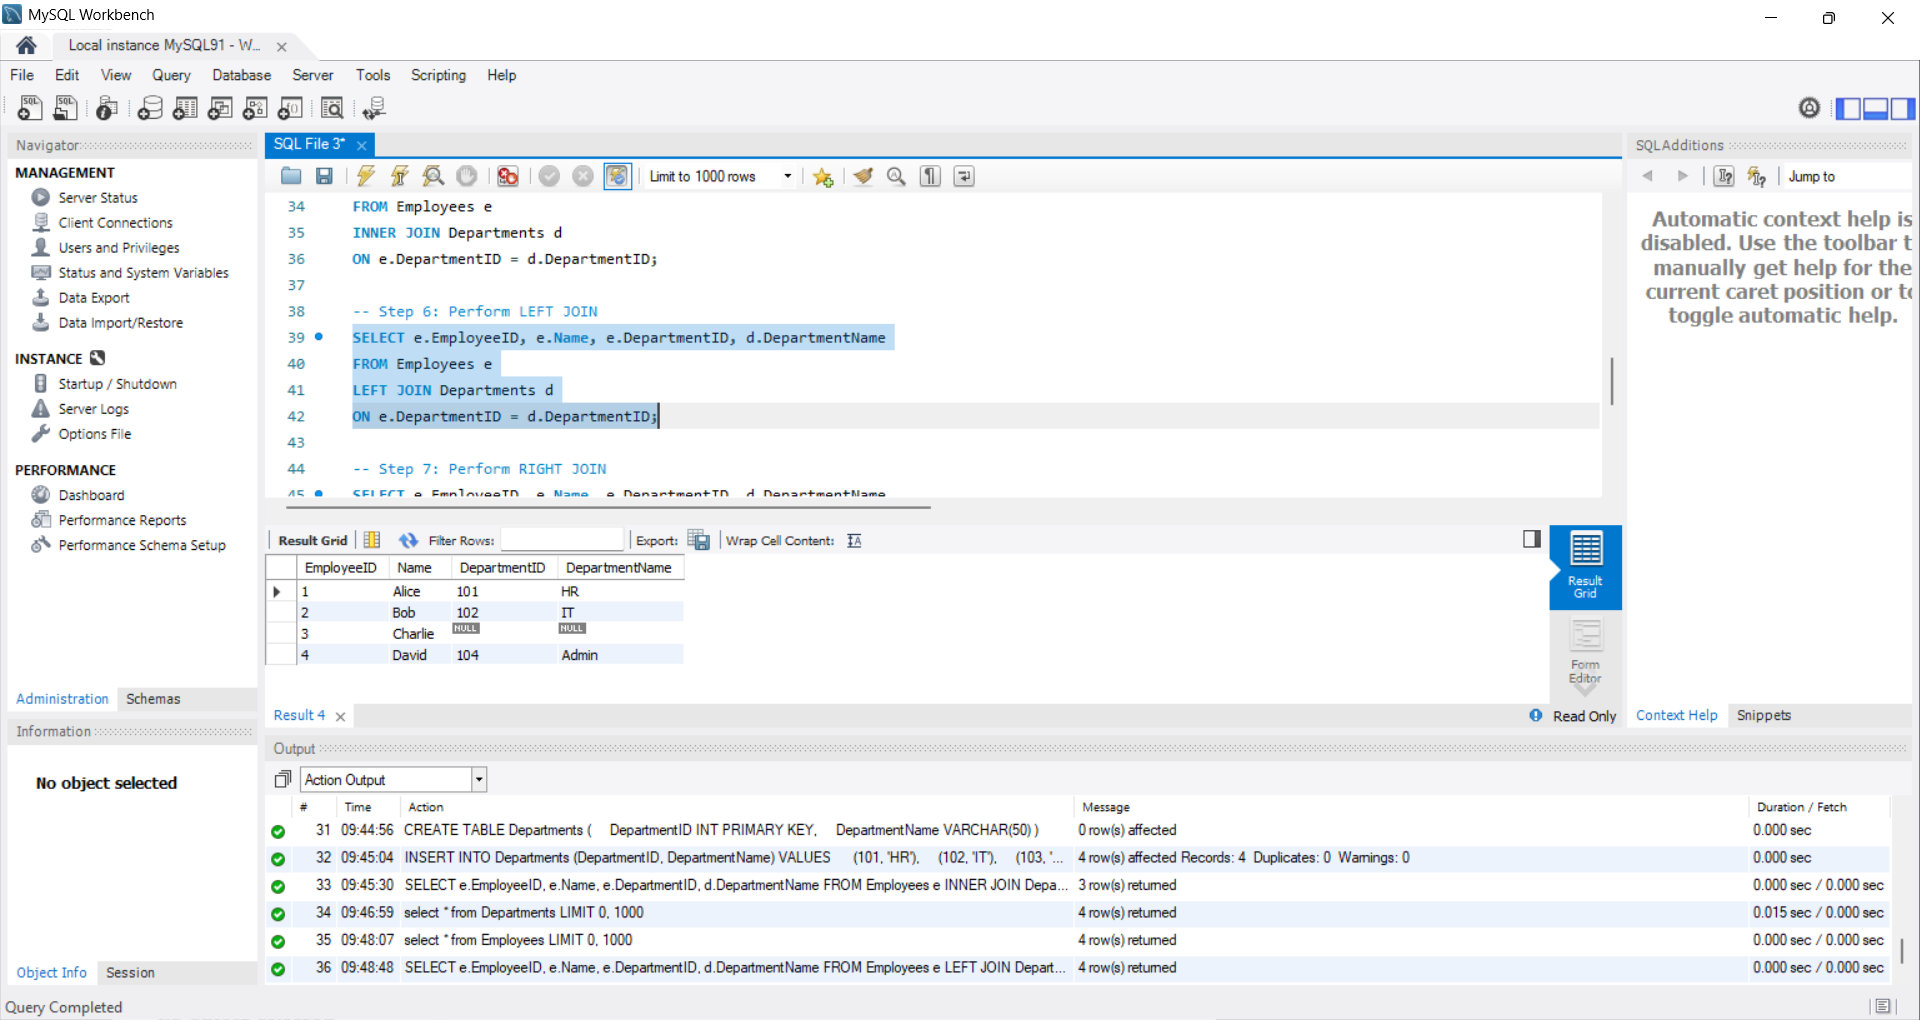 MySQL Workbench
Local instance MySQL91 - W...
File Edit View Query Database Server Tools Scripting Help
Navigator
MANAGEMENT
Server Status
Client Connections
Users and Privileges
Status and System Variables
Data Export
Data Import/Restore
INSTANCE
Startup / Shutdown
Server Logs
Options File
PERFORMANCE
Dashboard
Performance Reports
Performance Schema Setup
Administration Schemas
Information
No object selected
Object Info Session
SQL File 3*
Limit to 1000 rows
34 FROM Employees e
35 INNER JOIN Departments d
36 ON e.DepartmentID = d.DepartmentID;
37
38 -- Step 6: Perform LEFT JOIN
39 SELECT e.EmployeeID, e.Name, e.DepartmentID, d.DepartmentName
40 FROM Employees e
41 LEFT JOIN Departments d
42 ON e.DepartmentID = d.DepartmentID;
43
44 -- Step 7: Perform RIGHT JOIN
45 SELECT e.EmployeeID, e.Name, e.DepartmentID, d.DepartmentName
Result Grid Filter Rows: Export: Wrap Cell Content:
EmployeeID Name DepartmentID DepartmentName
1 Alice 101 HR
2 Bob 102 IT
3 Charlie NULL NULL
4 David 104 Admin
Result Grid
Form Editor
Result 4
Read Only
SQLAdditions
Jump to
Automatic context help is
disabled. Use the toolbar t
manually get help for the
current caret position or to
toggle automatic help.
Context Help Snippets
Output
Action Output
# Time Action Message Duration / Fetch
31 09:44:56 CREATE TABLE Departments ( DepartmentID INT PRIMARY KEY, DepartmentName VARCHAR(50) ) 0 row(s) affected 0.000 sec
32 09:45:04 INSERT INTO Departments (DepartmentID, DepartmentName) VALUES (101, 'HR'), (102, 'IT'), (103, '... 4 row(s) affected Records: 4 Duplicates: 0 Warnings: 0 0.000 sec
33 09:45:30 SELECT e.EmployeeID, e.Name, e.DepartmentID, d.DepartmentName FROM Employees e INNER JOIN Depa... 3 row(s) returned 0.000 sec / 0.000 sec
34 09:46:59 select * from Departments LIMIT 0, 1000 4 row(s) returned 0.015 sec / 0.000 sec
35 09:48:07 select * from Employees LIMIT 0, 1000 4 row(s) returned 0.000 sec / 0.000 sec
36 09:48:48 SELECT e.EmployeeID, e.Name, e.DepartmentID, d.DepartmentName FROM Employees e LEFT JOIN Depart... 4 row(s) returned 0.000 sec / 0.000 sec
Query Completed